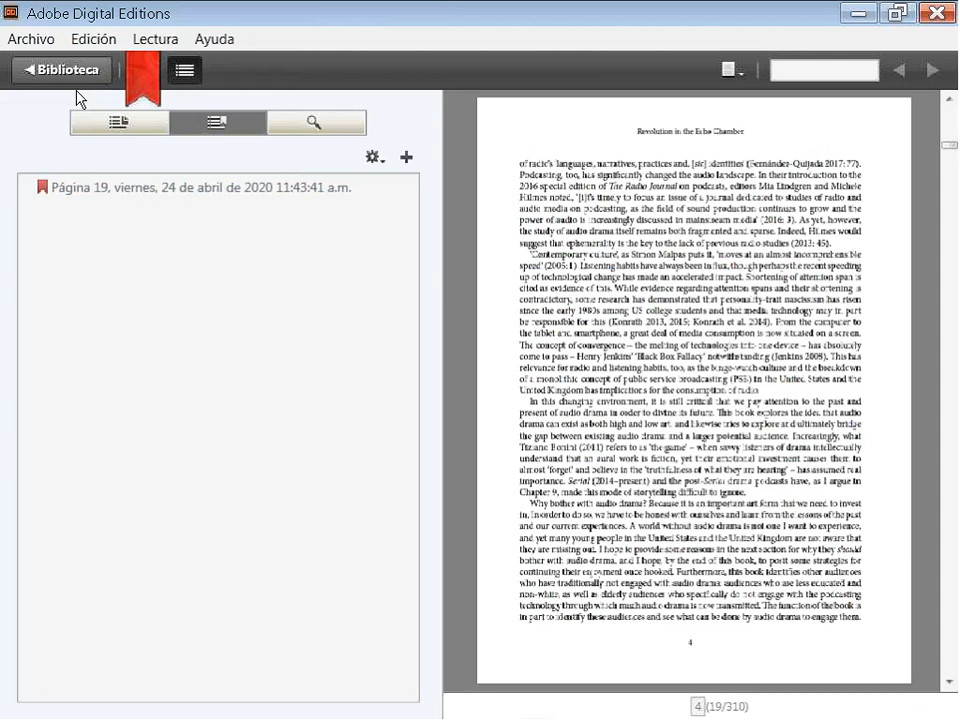 Adobe Digital Editions
Archivo Edición Lectura Ayuda
Biblioteca
Página 19, viernes, 24 de abril de 2020 11:43:41 a.m.
Revolution in the Echo Chamber
of radio's 'languages, narratives, practices and, [sic] identities' (Fernández-Quijada 2017: 77).
Podcasting, too, has significantly changed the audio landscape. In their introduction to the
2016 special edition of The Radio Journal on podcasts, editors Mia Lindgren and Michele
Hilmes noted, '[i]t's timely to focus an issue of a journal dedicated to studies of radio and
audio media on podcasting, as the field of sound production continues to grow and the
power of audio is increasingly discussed in mainstream media' (2016: 3). As yet, however,
the study of audio drama itself remains both fragmented and sparse. Indeed, Hilmes would
suggest that ephemerality is the key to the lack of previous radio studies (2013: 45).
'Contemporary culture', as Simon Malpas puts it, 'moves at an almost incomprehensible
speed' (2005: 1). Listening habits have always been in flux, though perhaps the recent speeding
up of technological change has made an accelerated impact. Shortening of attention span is
cited as evidence of this. While evidence regarding attention spans and their shortening is
contradictory, some research has demonstrated that personality-trait narcissism has risen
since the early 1980s among US college students and that media technology may in part
be responsible for this (Konrath 2013, 2015; Konrath et al. 2014). From the computer to
the tablet and smartphone, a great deal of media consumption is now situated on a screen.
The concept of convergence – the melting of technologies into one device – has absolutely
come to pass – Henry Jenkins' 'Black Box Fallacy' notwithstanding (Jenkins 2008). This has
relevance for radio and listening habits, too, as the binge-watch culture and the breakdown
of a monolithic concept of public service broadcasting (PSB) in the United States and the
United Kingdom has implications for the consumption of radio.
In this changing environment, it is still critical that we pay attention to the past and
present of audio drama in order to divine its future. This book explores the idea that audio
drama can exist as both high and low art, and likewise tries to explore and ultimately bridge
the gap between existing audio drama and a larger potential audience. Increasingly, what
Tiziano Bonini (2011) refers to as 'the game' – when savvy listeners of drama intellectually
understand that an aural work is fiction, yet their emotional investment causes them to
almost 'forget' and believe in the 'truthfulness of what they are hearing' – has assumed real
importance. Serial (2014–present) and the post-Serial drama podcasts have, as I argue in
Chapter 9, made this mode of storytelling difficult to ignore.
Why bother with audio drama? Because it is an important art form that we need to invest
in. In order to do so, we have to be honest with ourselves and learn from the lessons of the past
and our current experiences. A world without audio drama is not one I want to experience,
and yet many young people in the United States and the United Kingdom are not aware that
they are missing out. I hope to provide some reasons in the next section for why they should
bother with audio drama, and I hope, by the end of this book, to posit some strategies for
continuing their enjoyment once hooked. Furthermore, this book identifies other audiences
who have traditionally not engaged with audio drama: audiences who are less educated and
non-white, as well as elderly audiences who specifically do not engage with the podcasting
technology through which much audio drama is now transmitted. The function of the book is
in part to identify these audiences and see what can be done by audio drama to engage them.
4
4 (19/310)